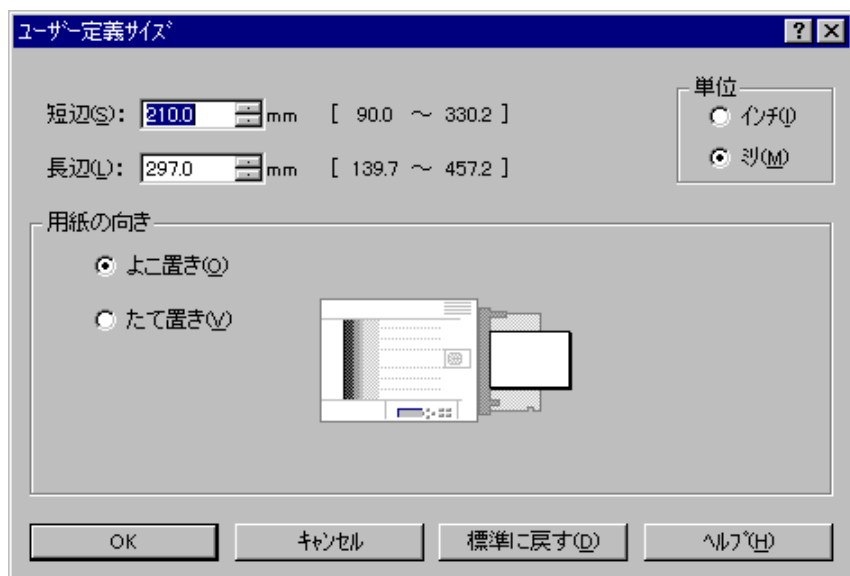 ユーザー定義サイズ
短辺(S): 210.0 mm [ 90.0 ～ 330.2 ]
長辺(L): 297.0 mm [ 139.7 ～ 457.2 ]
単位
インチ(I)
ミリ(M)
用紙の向き
よこ置き(O)
たて置き(V)
OK キャンセル 標準に戻す(D) ヘルプ(H)